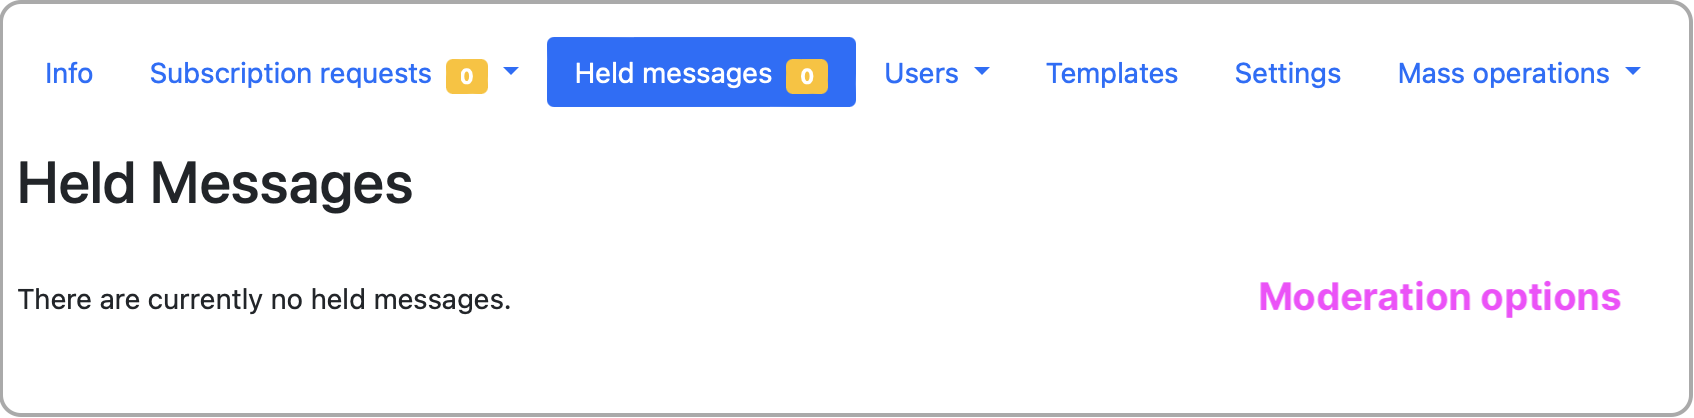 Info Subscription requests 0 Held messages 0 Users Templates Settings Mass operations
Held Messages
There are currently no held messages.
Moderation options